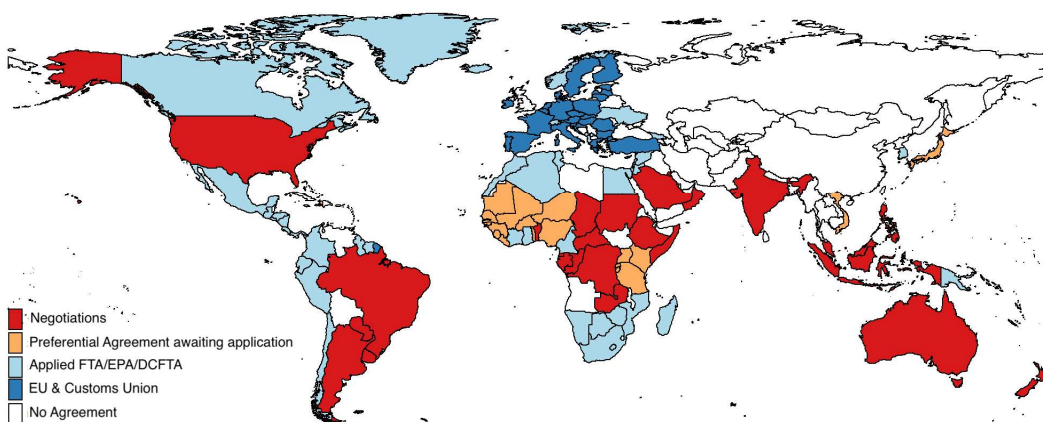 Negotiations
Preferential Agreement awaiting application
Applied FTA/EPA/DCFTA
EU & Customs Union
No Agreement